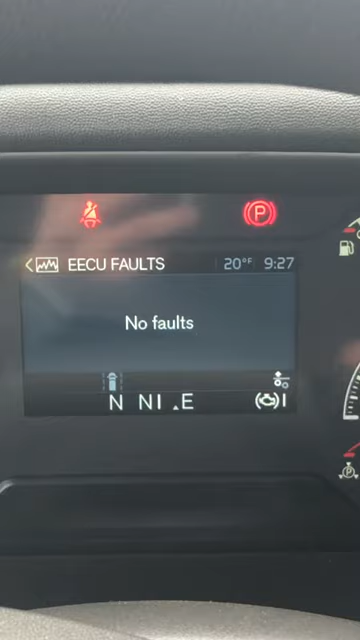 P
EECU FAULTS 20°F 9:27
No faults
N NI E I
P